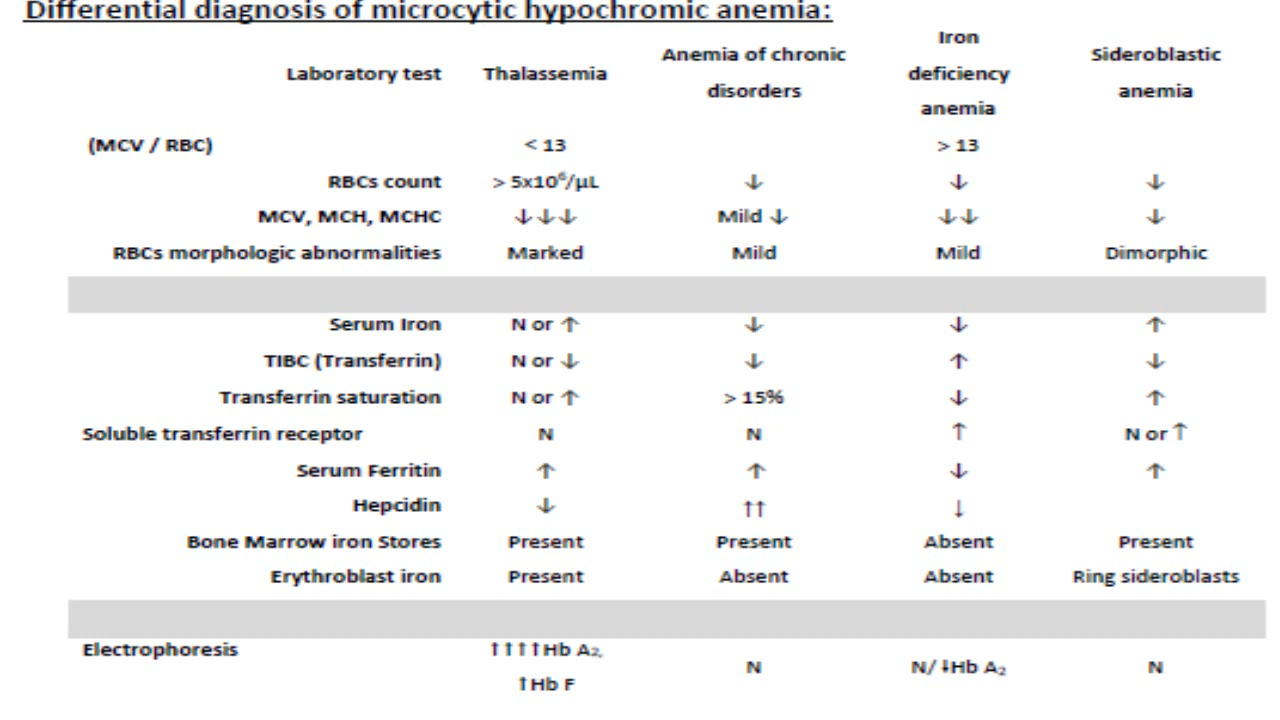 Differential diagnosis of microcytic hypochromic anemia:
Laboratory test Thalassemia Anemia of chronic disorders Iron deficiency anemia Sideroblastic anemia
(MCV / RBC) < 13 > 13
RBCs count > 5x10⁶/µL ↓ ↓ ↓
MCV, MCH, MCHC ↓↓↓ Mild ↓ ↓↓ ↓
RBCs morphologic abnormalities Marked Mild Mild Dimorphic
Serum Iron N or ↑ ↓ ↓ ↑
TIBC (Transferrin) N or ↓ ↓ ↑ ↓
Transferrin saturation N or ↑ > 15% ↓ ↑
Soluble transferrin receptor N N ↑ N or ↑
Serum Ferritin ↑ ↑ ↓ ↑
Hepcidin ↓ ↑↑ ↓
Bone Marrow iron Stores Present Present Absent Present
Erythroblast iron Present Absent Absent Ring sideroblasts
Electrophoresis ↑↑↑↑Hb A₂, ↑Hb F N N/ ↓Hb A₂ N